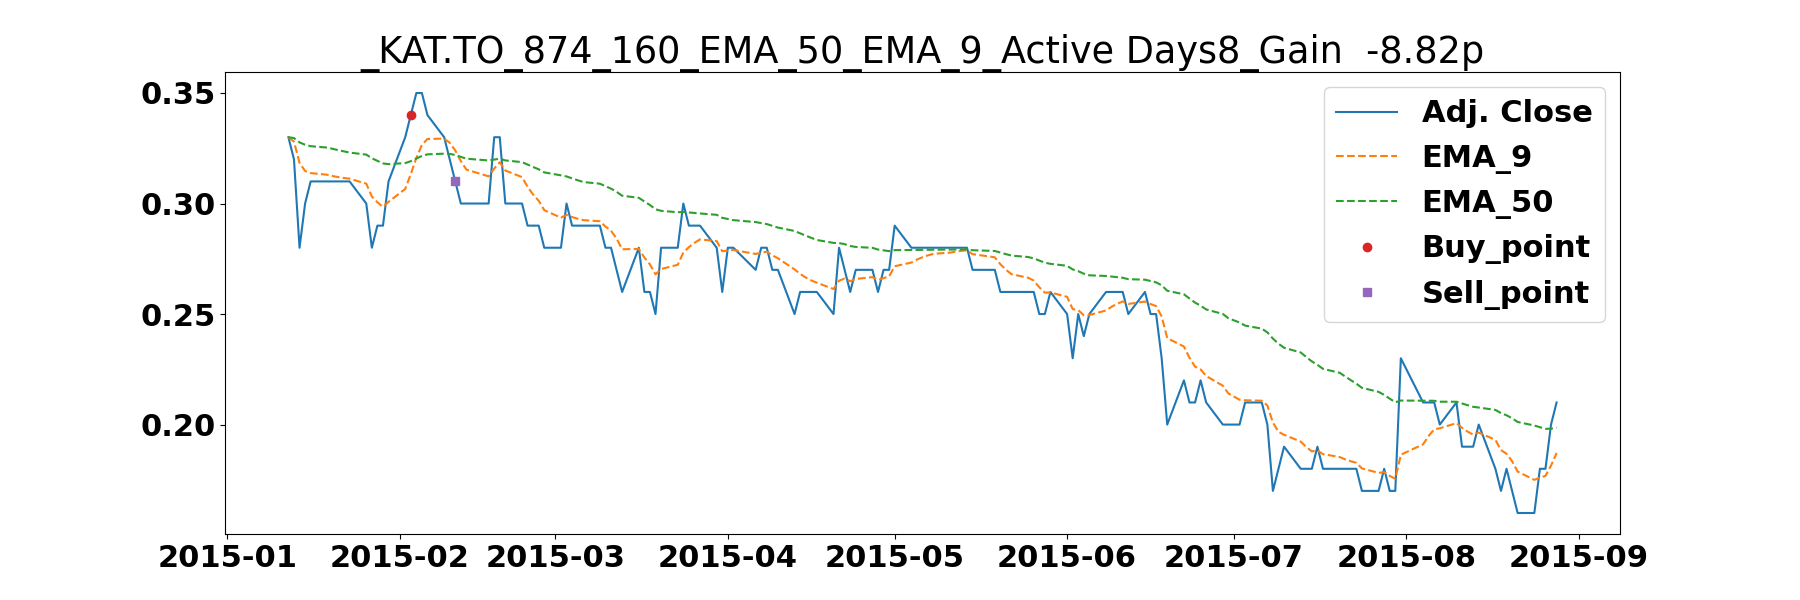 _KAT.TO_874_160_EMA_50_EMA_9_Active Days8_Gain  -8.82p
0.35
0.30
0.25
0.20
Adj. Close
EMA_9
EMA_50
Buy_point
Sell_point
2015-01 2015-02 2015-03 2015-04 2015-05 2015-06 2015-07 2015-08 2015-09